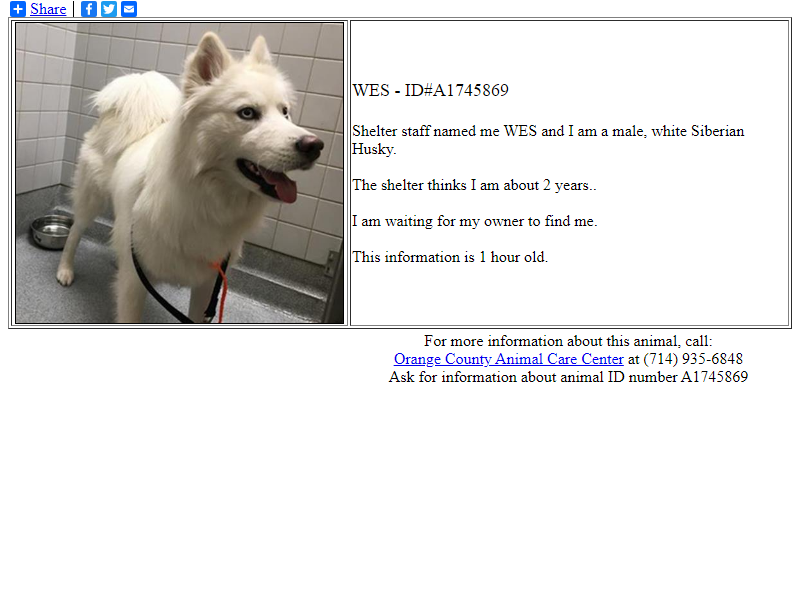 Share |
WES - ID#A1745869
Shelter staff named me WES and I am a male, white Siberian
Husky.
The shelter thinks I am about 2 years..
I am waiting for my owner to find me.
This information is 1 hour old.
For more information about this animal, call:
Orange County Animal Care Center at (714) 935-6848
Ask for information about animal ID number A1745869